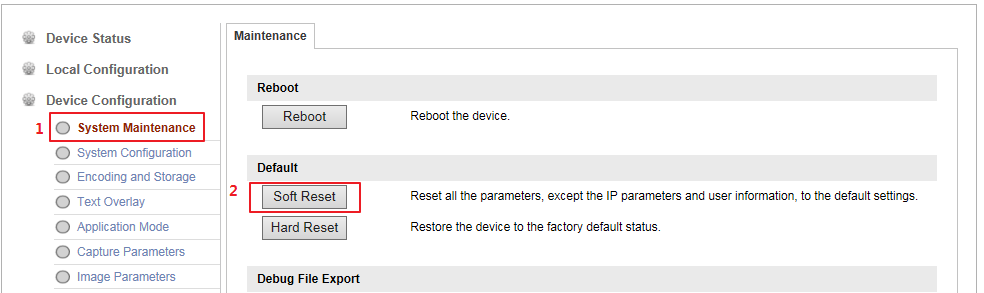 Device Status
Local Configuration
Device Configuration
1 System Maintenance
System Configuration
Encoding and Storage
Text Overlay
Application Mode
Capture Parameters
Image Parameters
Maintenance
Reboot
Reboot Reboot the device.
Default
2 Soft Reset Reset all the parameters, except the IP parameters and user information, to the default settings.
Hard Reset Restore the device to the factory default status.
Debug File Export